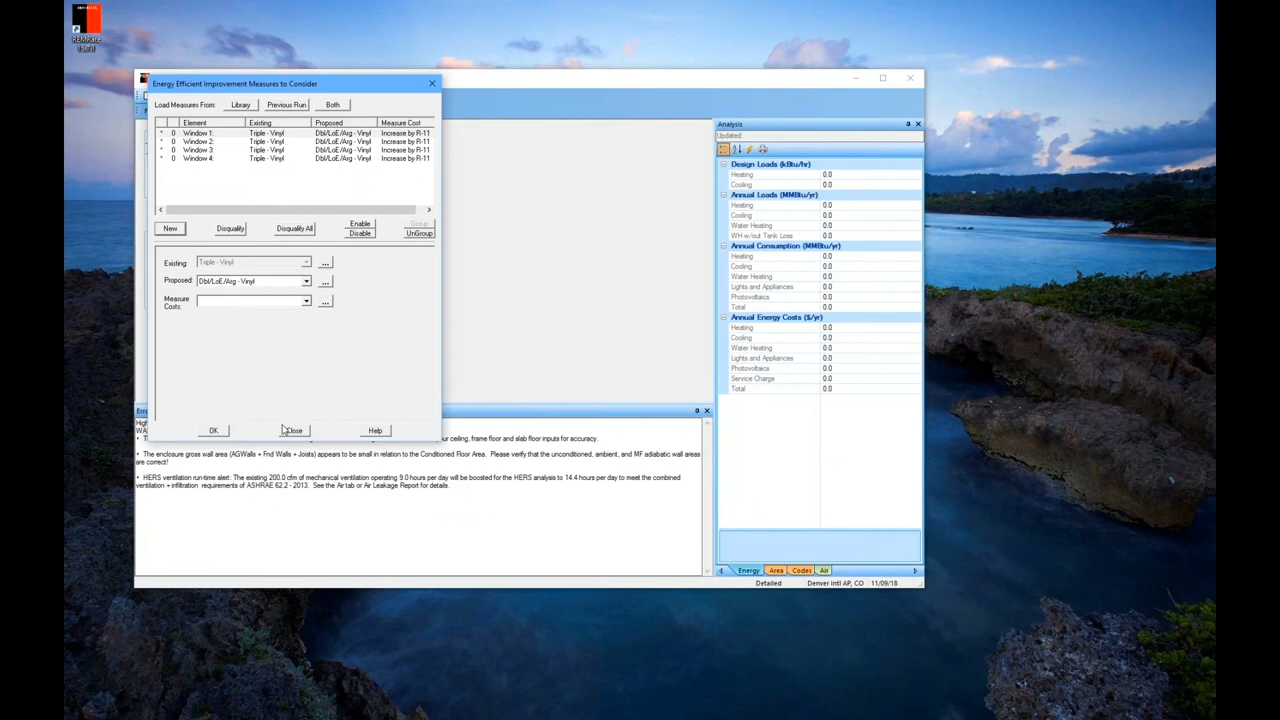 REM/Rate
Energy Efficient Improvement Measures to Consider
Load Measures From: Library Previous Run Both
Element Existing Proposed Measure Cost
* 0 Window 1: Triple - Vinyl Dbl/LoE/Arg - Vinyl Increase by R-11
* 0 Window 2: Triple - Vinyl Dbl/LoE/Arg - Vinyl Increase by R-11
* 0 Window 3: Triple - Vinyl Dbl/LoE/Arg - Vinyl Increase by R-11
* 0 Window 4: Triple - Vinyl Dbl/LoE/Arg - Vinyl Increase by R-11
New Disqualify Disqualify All Enable Group
Disable UnGroup
Existing: Triple - Vinyl ...
Proposed: Dbl/LoE/Arg - Vinyl ...
Measure
Costs: ...
OK Close Help
our ceiling, frame floor and slab floor inputs for accuracy.
• The enclosure gross wall area (AGWalls + Fnd Walls + Joists) appears to be small in relation to the Conditioned Floor Area. Please verify that the unconditioned, ambient, and MF adiabatic wall areas
are correct!
• HERS ventilation run-time alert: The existing 200.0 cfm of mechanical ventilation operating 9.0 hours per day will be boosted for the HERS analysis to 14.4 hours per day to meet the combined
ventilation + infiltration requirements of ASHRAE 62.2 - 2013. See the Air tab or Air Leakage Report for details.
Analysis
Updated:
Design Loads (kBtu/hr)
Heating 0.0
Cooling 0.0
Annual Loads (MMBtu/yr)
Heating 0.0
Cooling 0.0
Water Heating 0.0
WH w/out Tank Loss 0.0
Annual Consumption (MMBtu/yr)
Heating 0.0
Cooling 0.0
Water Heating 0.0
Lights and Appliances 0.0
Photovoltaics 0.0
Total 0.0
Annual Energy Costs ($/yr)
Heating 0.0
Cooling 0.0
Water Heating 0.0
Lights and Appliances 0.0
Photovoltaics 0.0
Service Charge 0.0
Total 0.0
Energy Area Codes Air
Detailed Denver Intl AP, CO 11/09/18